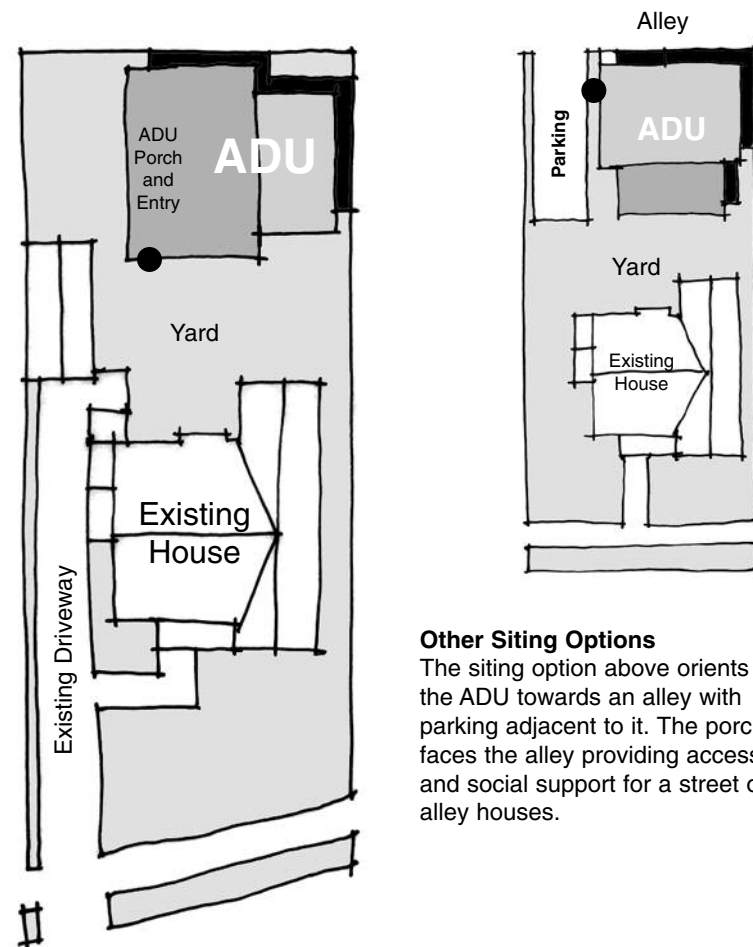 ADU
Porch
and
Entry
ADU
Yard
Existing
House
Existing Driveway
Alley
Parking
ADU
Yard
Existing
House
Other Siting Options
The siting option above orients
the ADU towards an alley with
parking adjacent to it. The porc
faces the alley providing access
and social support for a street o
alley houses.